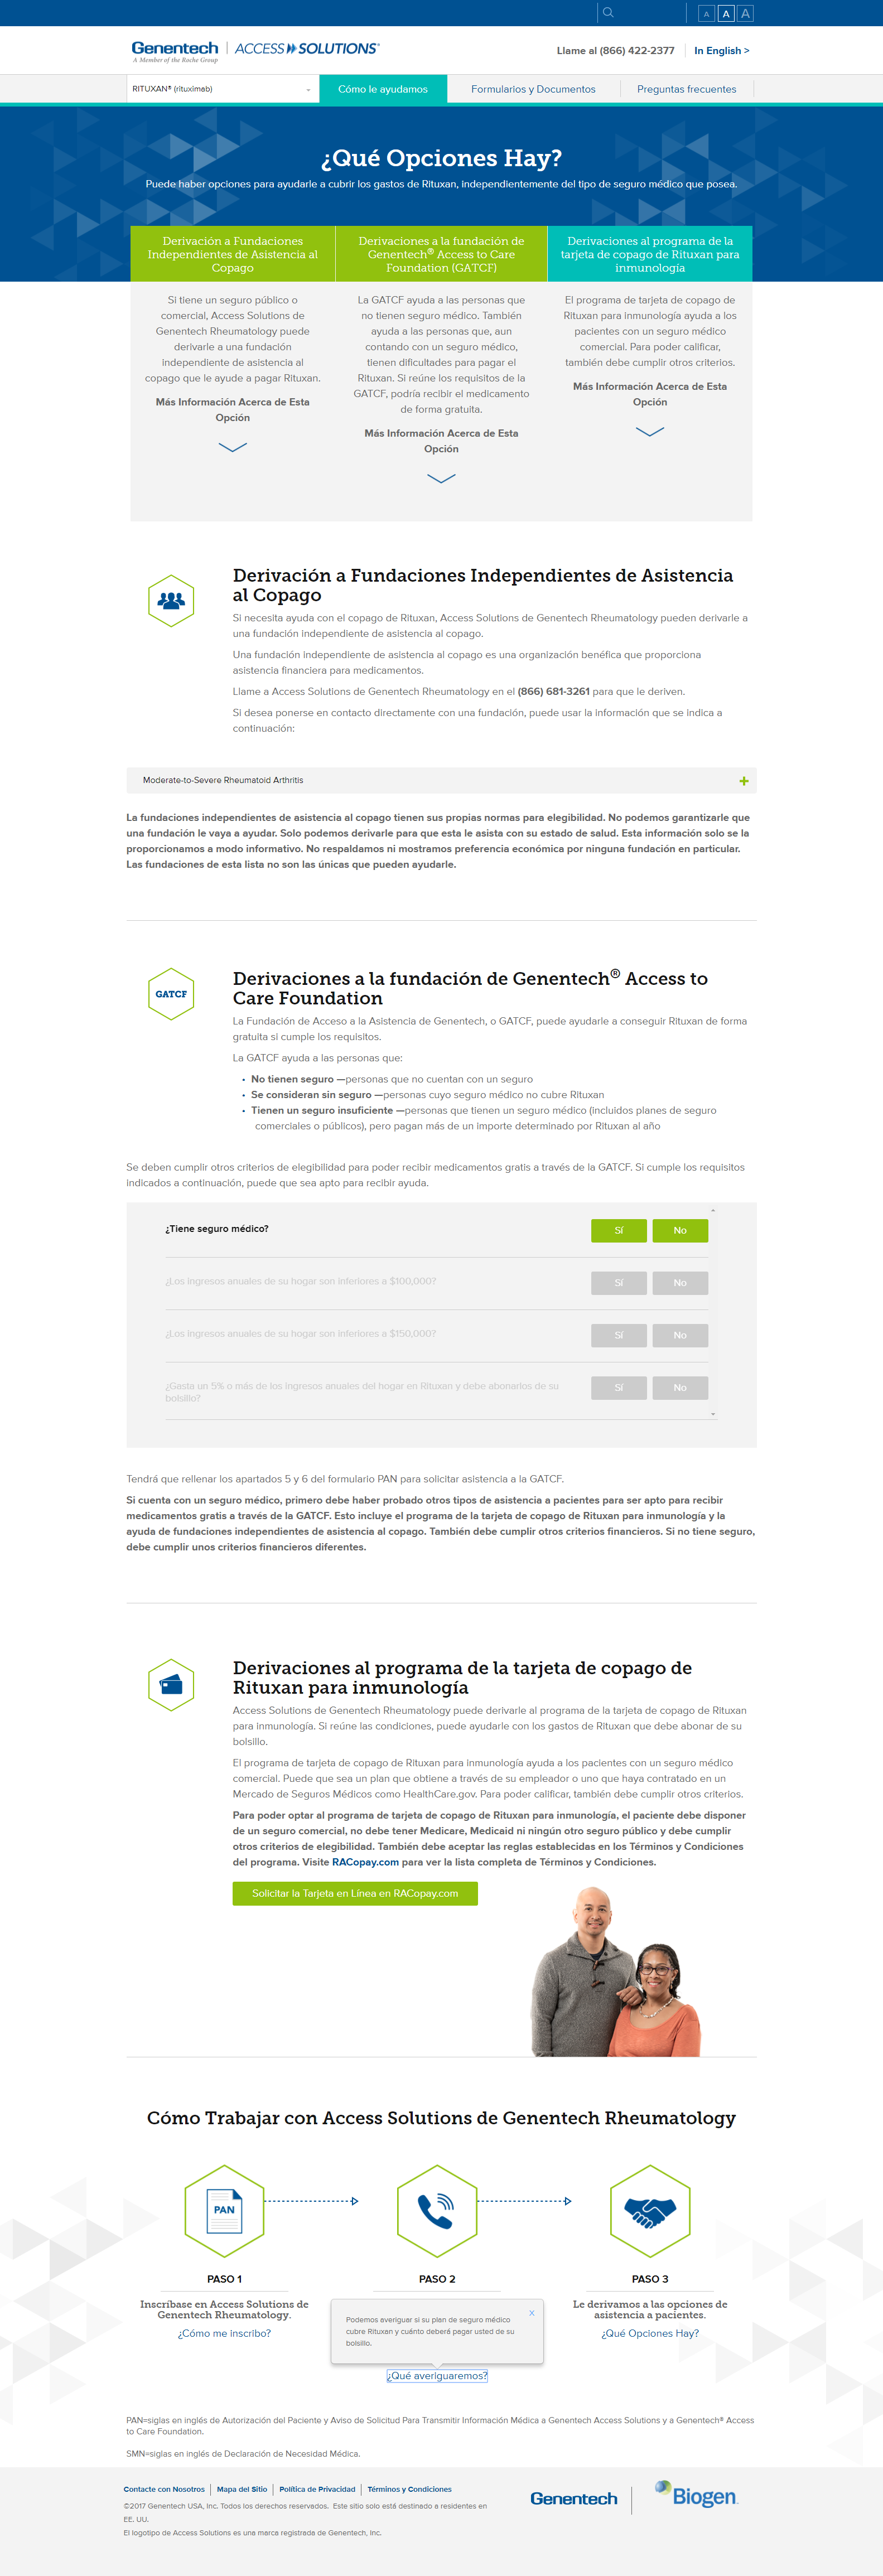 A A A
Genentech ACCESS SOLUTIONS®
A Member of the Roche Group
Llame al (866) 422-2377 In English >
RITUXAN® (rituximab) Cómo le ayudamos Formularios y Documentos Preguntas frecuentes
¿Qué Opciones Hay?
Puede haber opciones para ayudarle a cubrir los gastos de Rituxan, independientemente del tipo de seguro médico que posea.
Derivación a Fundaciones
Independientes de Asistencia al
Copago
Derivaciones a la fundación de
Genentech® Access to Care
Foundation (GATCF)
Derivaciones al programa de la
tarjeta de copago de Rituxan para
inmunología
Si tiene un seguro público o
comercial, Access Solutions de
Genentech Rheumatology puede
derivarle a una fundación
independiente de asistencia al
copago que le ayude a pagar Rituxan.
Más Información Acerca de Esta
Opción
La GATCF ayuda a las personas que
no tienen seguro médico. También
ayuda a las personas que, aun
contando con un seguro médico,
tienen dificultades para pagar el
Rituxan. Si reúne los requisitos de la
GATCF, podría recibir el medicamento
de forma gratuita.
Más Información Acerca de Esta
Opción
El programa de tarjeta de copago de
Rituxan para inmunología ayuda a los
pacientes con un seguro médico
comercial. Para poder calificar,
también debe cumplir otros criterios.
Más Información Acerca de Esta
Opción
Derivación a Fundaciones Independientes de Asistencia
al Copago
Si necesita ayuda con el copago de Rituxan, Access Solutions de Genentech Rheumatology pueden derivarle a
una fundación independiente de asistencia al copago.
Una fundación independiente de asistencia al copago es una organización benéfica que proporciona
asistencia financiera para medicamentos.
Llame a Access Solutions de Genentech Rheumatology en el (866) 681-3261 para que le deriven.
Si desea ponerse en contacto directamente con una fundación, puede usar la información que se indica a
continuación:
Moderate-to-Severe Rheumatoid Arthritis
La fundaciones independientes de asistencia al copago tienen sus propias normas para elegibilidad. No podemos garantizarle que
una fundación le vaya a ayudar. Solo podemos derivarle para que esta le asista con su estado de salud. Esta información solo se la
proporcionamos a modo informativo. No respaldamos ni mostramos preferencia económica por ninguna fundación en particular.
Las fundaciones de esta lista no son las únicas que pueden ayudarle.
GATCF
Derivaciones a la fundación de Genentech® Access to
Care Foundation
La Fundación de Acceso a la Asistencia de Genentech, o GATCF, puede ayudarle a conseguir Rituxan de forma
gratuita si cumple los requisitos.
La GATCF ayuda a las personas que:
• No tienen seguro —personas que no cuentan con un seguro
• Se consideran sin seguro —personas cuyo seguro médico no cubre Rituxan
• Tienen un seguro insuficiente —personas que tienen un seguro médico (incluidos planes de seguro
comerciales o públicos), pero pagan más de un importe determinado por Rituxan al año
Se deben cumplir otros criterios de elegibilidad para poder recibir medicamentos gratis a través de la GATCF. Si cumple los requisitos
indicados a continuación, puede que sea apto para recibir ayuda.
¿Tiene seguro médico? Sí No
¿Los ingresos anuales de su hogar son inferiores a $100,000? Sí No
¿Los ingresos anuales de su hogar son inferiores a $150,000? Sí No
¿Gasta un 5% o más de los ingresos anuales del hogar en Rituxan y debe abonarlos de su
bolsillo? Sí No
Tendrá que rellenar los apartados 5 y 6 del formulario PAN para solicitar asistencia a la GATCF.
Si cuenta con un seguro médico, primero debe haber probado otros tipos de asistencia a pacientes para ser apto para recibir
medicamentos gratis a través de la GATCF. Esto incluye el programa de la tarjeta de copago de Rituxan para inmunología y la
ayuda de fundaciones independientes de asistencia al copago. También debe cumplir otros criterios financieros. Si no tiene seguro,
debe cumplir unos criterios financieros diferentes.
Derivaciones al programa de la tarjeta de copago de
Rituxan para inmunología
Access Solutions de Genentech Rheumatology puede derivarle al programa de la tarjeta de copago de Rituxan
para inmunología. Si reúne las condiciones, puede ayudarle con los gastos de Rituxan que debe abonar de su
bolsillo.
El programa de tarjeta de copago de Rituxan para inmunología ayuda a los pacientes con un seguro médico
comercial. Puede que sea un plan que obtiene a través de su empleador o uno que haya contratado en un
Mercado de Seguros Médicos como HealthCare.gov. Para poder calificar, también debe cumplir otros criterios.
Para poder optar al programa de tarjeta de copago de Rituxan para inmunología, el paciente debe disponer
de un seguro comercial, no debe tener Medicare, Medicaid ni ningún otro seguro público y debe cumplir
otros criterios de elegibilidad. También debe aceptar las reglas establecidas en los Términos y Condiciones
del programa. Visite RACopay.com para ver la lista completa de Términos y Condiciones.
Solicitar la Tarjeta en Línea en RACopay.com
Cómo Trabajar con Access Solutions de Genentech Rheumatology
PAN
PASO 1
Inscríbase en Access Solutions de
Genentech Rheumatology.
¿Cómo me inscribo?
PASO 2
X
Podemos averiguar si su plan de seguro médico
cubre Rituxan y cuánto deberá pagar usted de su
bolsillo.
¿Qué averiguaremos?
PASO 3
Le derivamos a las opciones de
asistencia a pacientes.
¿Qué Opciones Hay?
PAN=siglas en inglés de Autorización del Paciente y Aviso de Solicitud Para Transmitir Información Médica a Genentech Access Solutions y a Genentech® Access
to Care Foundation.
SMN=siglas en inglés de Declaración de Necesidad Médica.
Contacte con Nosotros Mapa del Sitio Política de Privacidad Términos y Condiciones
©2017 Genentech USA, Inc. Todos los derechos reservados. Este sitio solo está destinado a residentes en
EE. UU.
El logotipo de Access Solutions es una marca registrada de Genentech, Inc.
Genentech Biogen